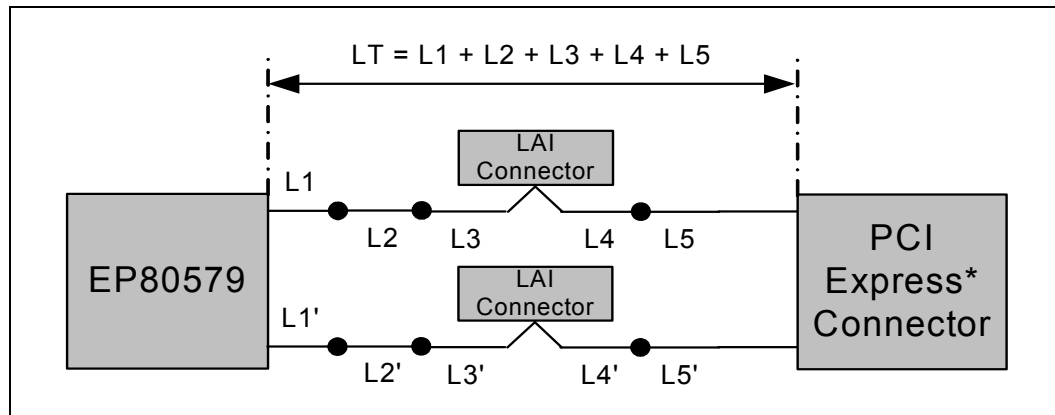 LT = L1 + L2 + L3 + L4 + L5
LAI
Connector
L1
L2
L3
L4
L5
EP80579
PCI
Express*
Connector
LAI
Connector
L1'
L2'
L3'
L4'
L5'